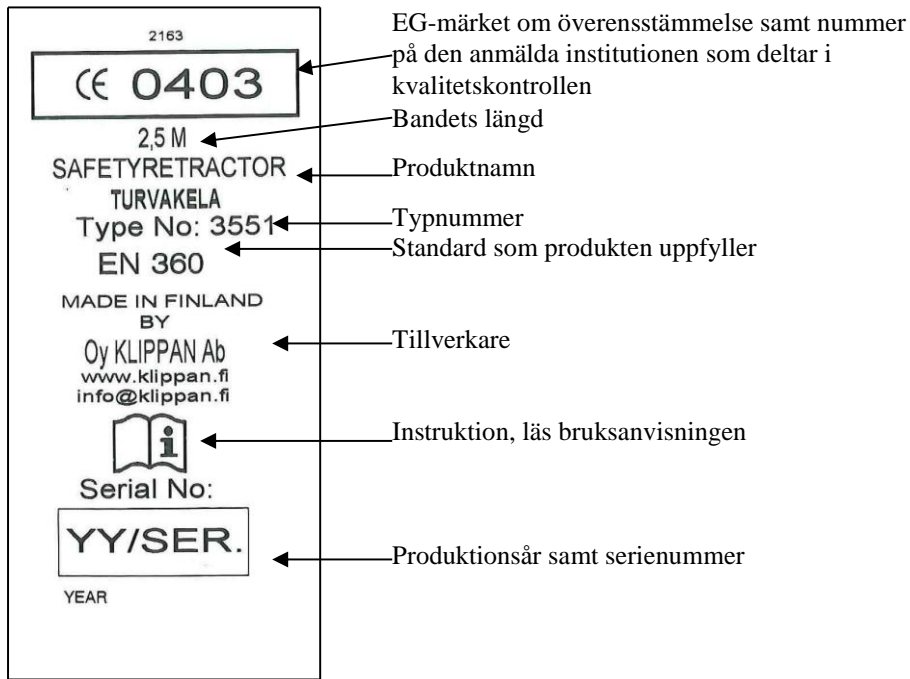 2163
CE 0403
EG-märket om överensstämmelse samt nummer
på den anmälda institutionen som deltar i
kvalitetskontrollen
2,5 M
Bandets längd
SAFETYRETRACTOR
Produktnamn
TURVAKELA
Type No: 3551
Typnummer
EN 360
Standard som produkten uppfyller
MADE IN FINLAND
BY
Oy KLIPPAN Ab
Tillverkare
www.klippan.fi
info@klippan.fi
i
Instruktion, läs bruksanvisningen
Serial No:
YY/SER.
Produktionsår samt serienummer
YEAR